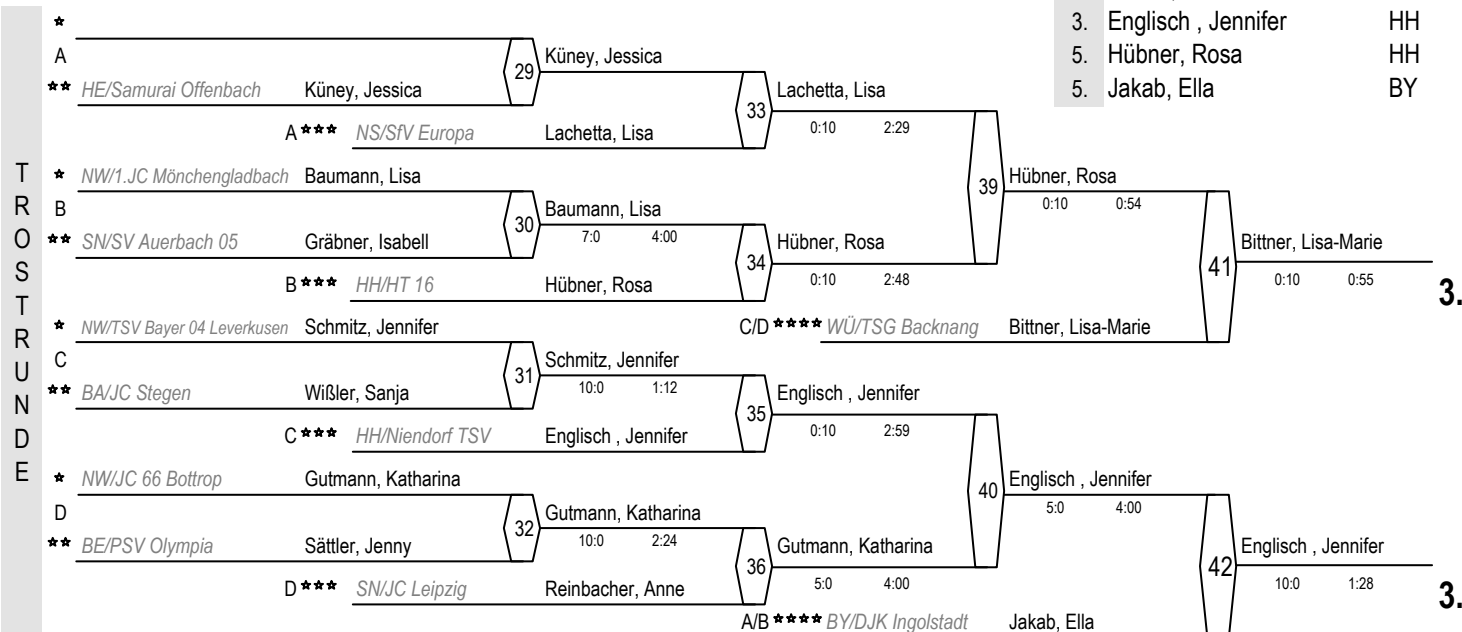 3. Englisch , Jennifer HH
5. Hübner, Rosa HH
5. Jakab, Ella BY
TROSTRUNDE
*
A
** HE/Samurai Offenbach Küney, Jessica
29 Küney, Jessica
A *** NS/SfV Europa Lachetta, Lisa
33 Lachetta, Lisa
0:10 2:29
* NW/1.JC Mönchengladbach Baumann, Lisa
B
** SN/SV Auerbach 05 Gräbner, Isabell
30 Baumann, Lisa
7:0 4:00
B *** HH/HT 16 Hübner, Rosa
34 Hübner, Rosa
0:10 2:48
39 Hübner, Rosa
0:10 0:54
C/D **** WÜ/TSG Backnang Bittner, Lisa-Marie
41 Bittner, Lisa-Marie
0:10 0:55
3.
* NW/TSV Bayer 04 Leverkusen Schmitz, Jennifer
C
** BA/JC Stegen Wißler, Sanja
31 Schmitz, Jennifer
10:0 1:12
C *** HH/Niendorf TSV Englisch , Jennifer
35 Englisch , Jennifer
0:10 2:59
* NW/JC 66 Bottrop Gutmann, Katharina
D
** BE/PSV Olympia Sättler, Jenny
32 Gutmann, Katharina
10:0 2:24
D *** SN/JC Leipzig Reinbacher, Anne
36 Gutmann, Katharina
5:0 4:00
40 Englisch , Jennifer
5:0 4:00
A/B **** BY/DJK Ingolstadt Jakab, Ella
42 Englisch , Jennifer
10:0 1:28
3.